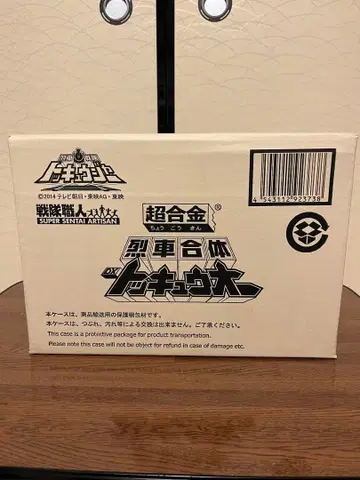 烈車戦隊
トッキュウジャー
©2014 テレビ朝日・東映AG・東映
戦隊職人
SUPER SENTAI ARTISAN
超合金®
ちょう ごう きん
烈車合体
DX
トッキュウオー
4543112923738
本ケースは、商品輸送用の保護梱包材です。
本ケースは、つぶれ、汚れ等による交換は出来ません。ご了承ください。
This case is a protective package for product transportation.
Please note this case will not be object for refund in case of damage etc.